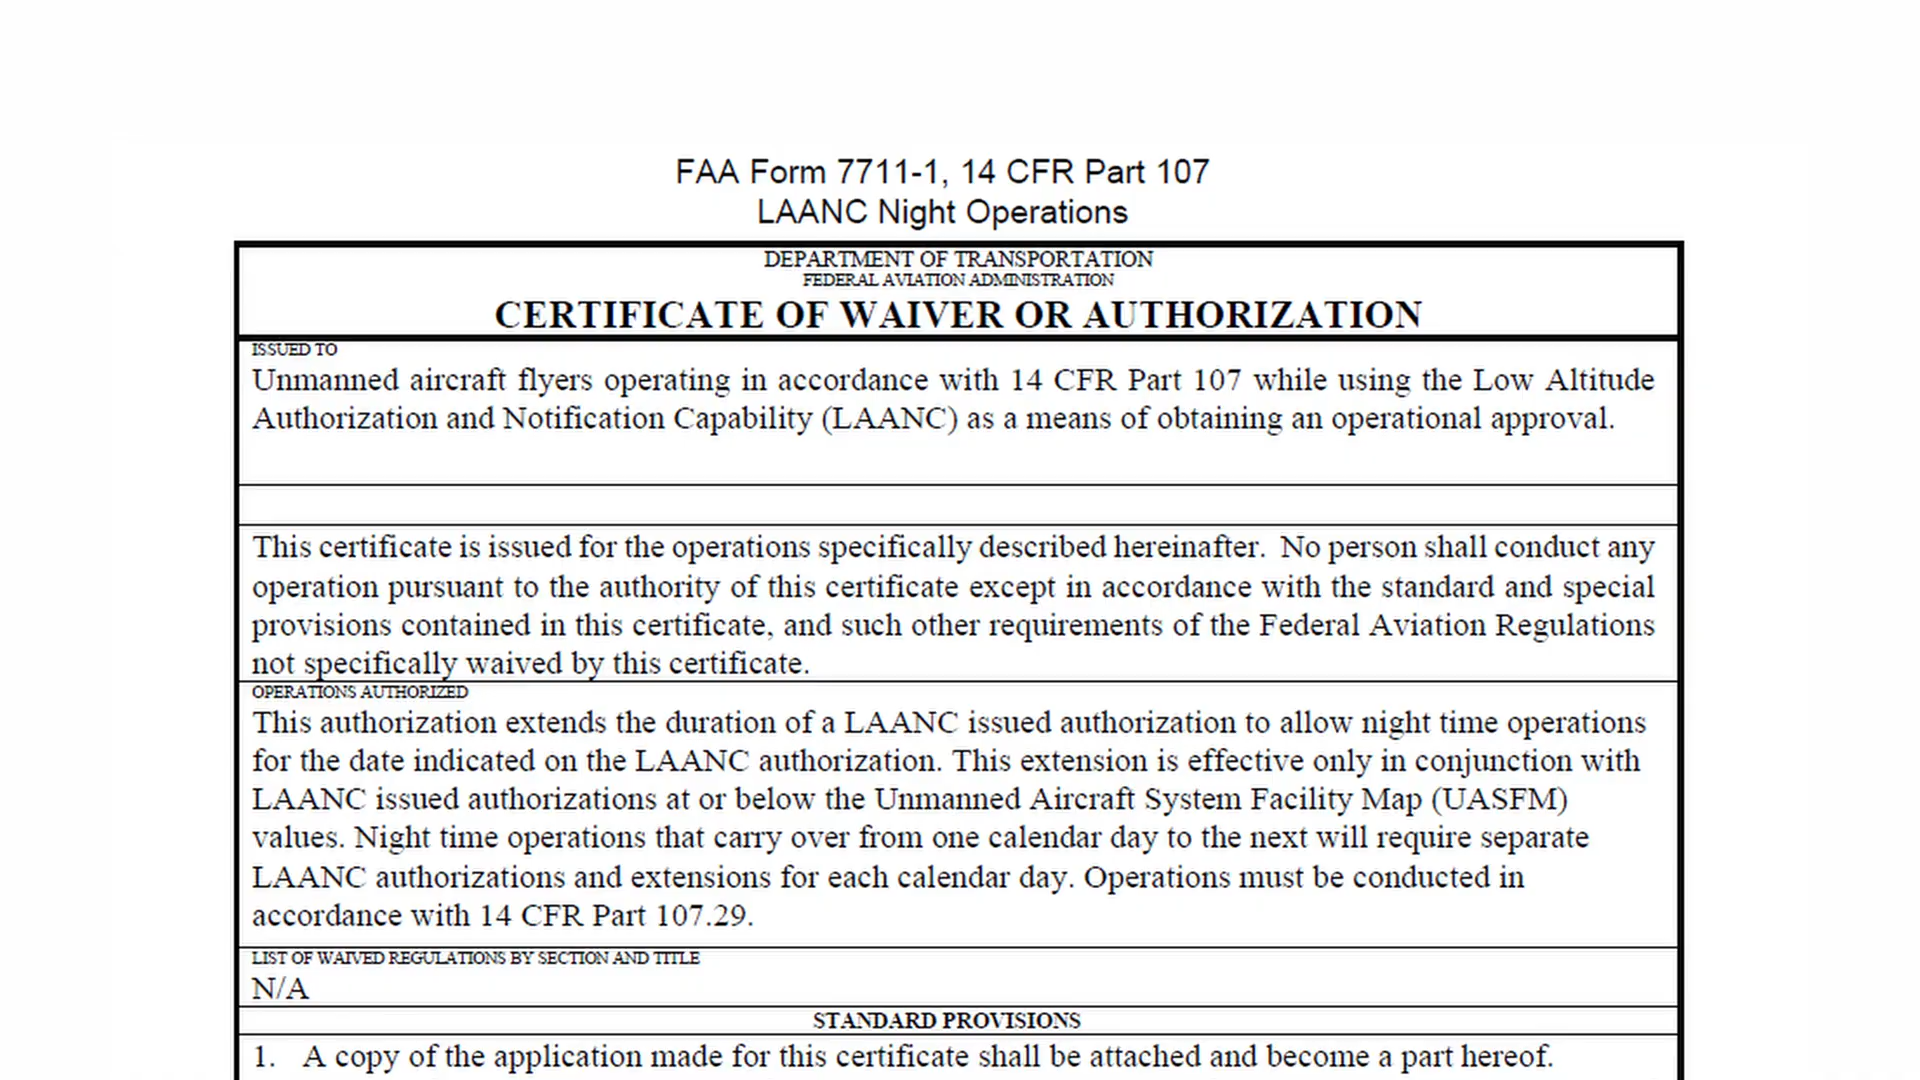 FAA Form 7711-1, 14 CFR Part 107
LAANC Night Operations
DEPARTMENT OF TRANSPORTATION
FEDERAL AVIATION ADMINISTRATION
CERTIFICATE OF WAIVER OR AUTHORIZATION
ISSUED TO
Unmanned aircraft flyers operating in accordance with 14 CFR Part 107 while using the Low Altitude
Authorization and Notification Capability (LAANC) as a means of obtaining an operational approval.
This certificate is issued for the operations specifically described hereinafter.  No person shall conduct any
operation pursuant to the authority of this certificate except in accordance with the standard and special
provisions contained in this certificate, and such other requirements of the Federal Aviation Regulations
not specifically waived by this certificate.
OPERATIONS AUTHORIZED
This authorization extends the duration of a LAANC issued authorization to allow night time operations
for the date indicated on the LAANC authorization. This extension is effective only in conjunction with
LAANC issued authorizations at or below the Unmanned Aircraft System Facility Map (UASFM)
values. Night time operations that carry over from one calendar day to the next will require separate
LAANC authorizations and extensions for each calendar day. Operations must be conducted in
accordance with 14 CFR Part 107.29.
LIST OF WAIVED REGULATIONS BY SECTION AND TITLE
N/A
STANDARD PROVISIONS
1. A copy of the application made for this certificate shall be attached and become a part hereof.